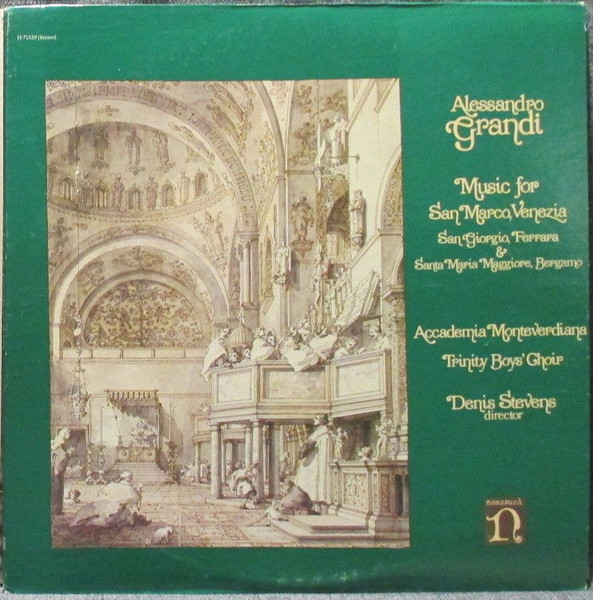 H-71329 (Stereo)
Alessandro
Grandi
Music for
San Marco, Venezia
San Giorgio, Ferrara
&
Santa Maria Maggiore, Bergamo
Accademia Monteverdiana
Trinity Boys' Choir
Denis Stevens
director
nonesuch
n